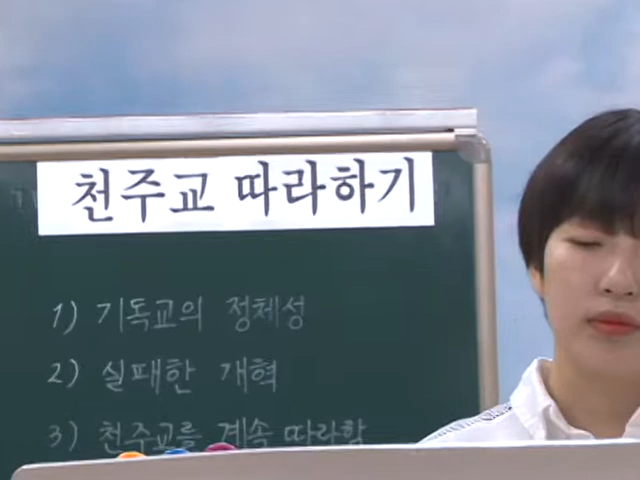 천주교 따라하기
1) 기독교의 정체성
2) 실패한 개혁
3) 천주교를 계속 따라함